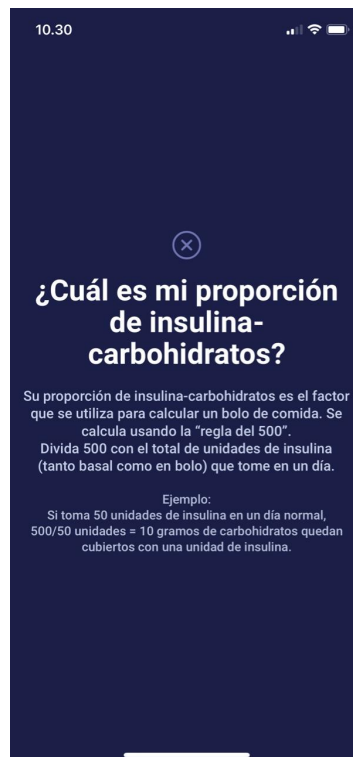 10.30
¿Cuál es mi proporción
de insulina-
carbohidratos?
Su proporción de insulina-carbohidratos es el factor
que se utiliza para calcular un bolo de comida. Se
calcula usando la “regla del 500“.
Divida 500 con el total de unidades de insulina
(tanto basal como en bolo) que tome en un día.
Ejemplo:
Si toma 50 unidades de insulina en un día normal,
500/50 unidades = 10 gramos de carbohidratos quedan
cubiertos con una unidad de insulina.